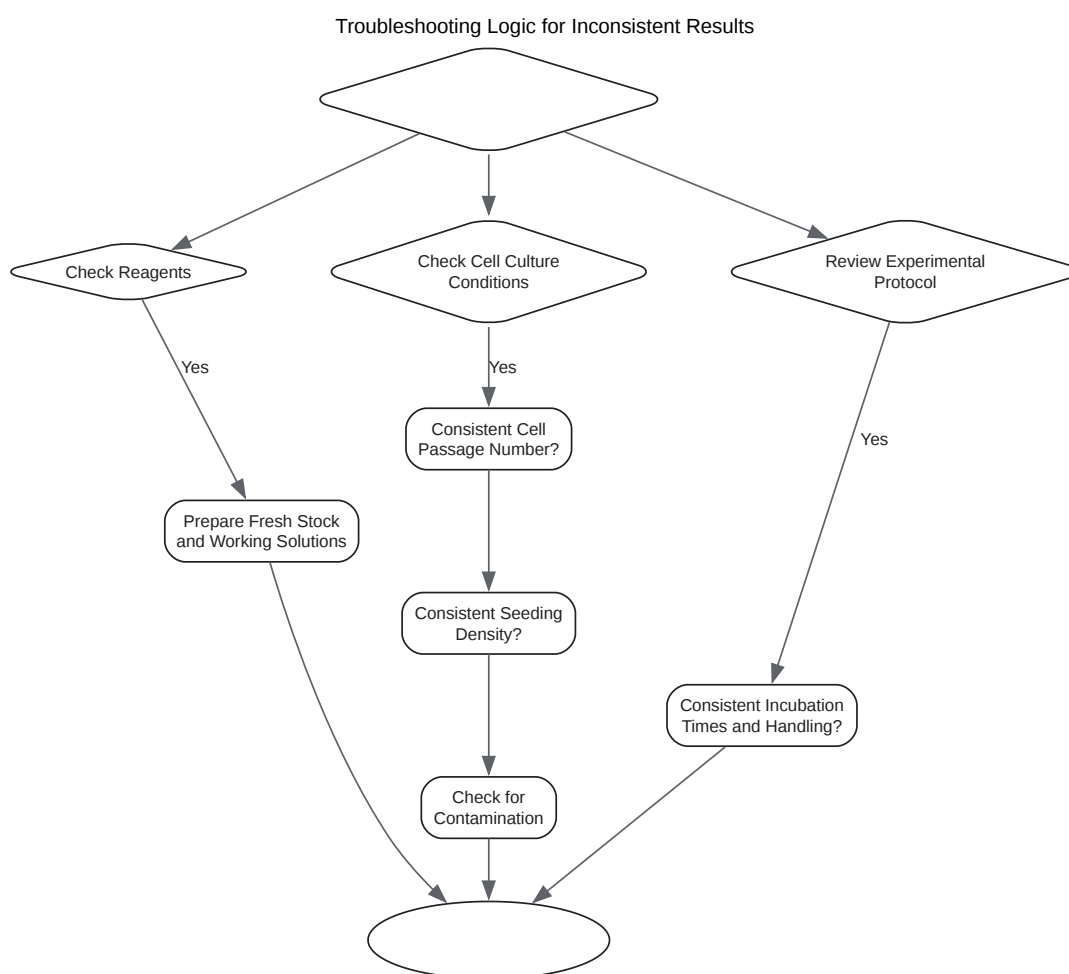 Troubleshooting Logic for Inconsistent Results
Check Reagents
Check Cell Culture
Conditions
Review Experimental
Protocol
Yes
Yes
Yes
Consistent Cell
Passage Number?
Prepare Fresh Stock
and Working Solutions
Consistent Seeding
Density?
Consistent Incubation
Times and Handling?
Check for
Contamination